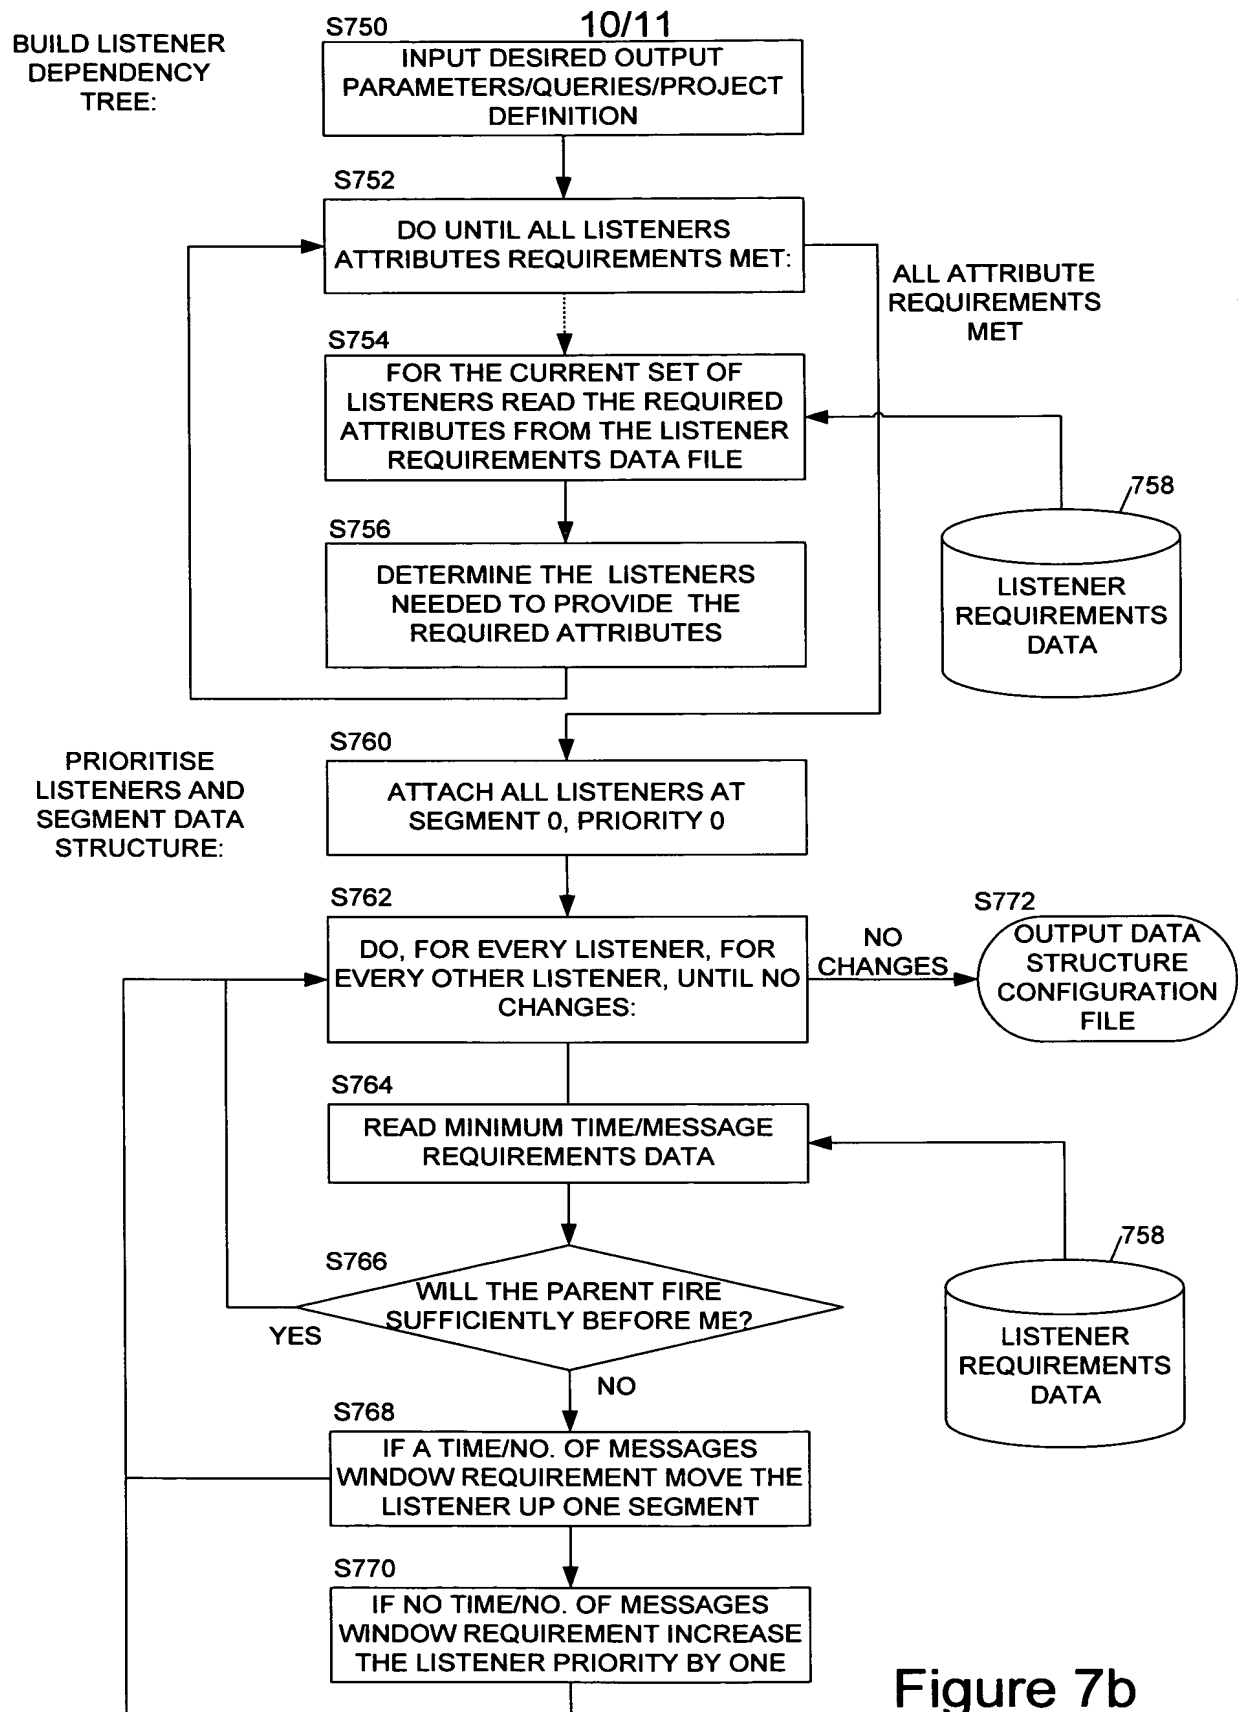 10/11
BUILD LISTENER
DEPENDENCY
TREE:
S750
INPUT DESIRED OUTPUT
PARAMETERS/QUERIES/PROJECT
DEFINITION
S752
DO UNTIL ALL LISTENERS
ATTRIBUTES REQUIREMENTS MET:
ALL ATTRIBUTE
REQUIREMENTS
MET
S754
FOR THE CURRENT SET OF
LISTENERS READ THE REQUIRED
ATTRIBUTES FROM THE LISTENER
REQUIREMENTS DATA FILE
758
LISTENER
REQUIREMENTS
DATA
S756
DETERMINE THE LISTENERS
NEEDED TO PROVIDE THE
REQUIRED ATTRIBUTES
PRIORITISE
LISTENERS AND
SEGMENT DATA
STRUCTURE:
S760
ATTACH ALL LISTENERS AT
SEGMENT 0, PRIORITY 0
S762
DO, FOR EVERY LISTENER, FOR
EVERY OTHER LISTENER, UNTIL NO
CHANGES:
NO
CHANGES
S772
OUTPUT DATA
STRUCTURE
CONFIGURATION
FILE
S764
READ MINIMUM TIME/MESSAGE
REQUIREMENTS DATA
758
LISTENER
REQUIREMENTS
DATA
S766
WILL THE PARENT FIRE
SUFFICIENTLY BEFORE ME?
YES
NO
S768
IF A TIME/NO. OF MESSAGES
WINDOW REQUIREMENT MOVE THE
LISTENER UP ONE SEGMENT
S770
IF NO TIME/NO. OF MESSAGES
WINDOW REQUIREMENT INCREASE
THE LISTENER PRIORITY BY ONE
Figure 7b